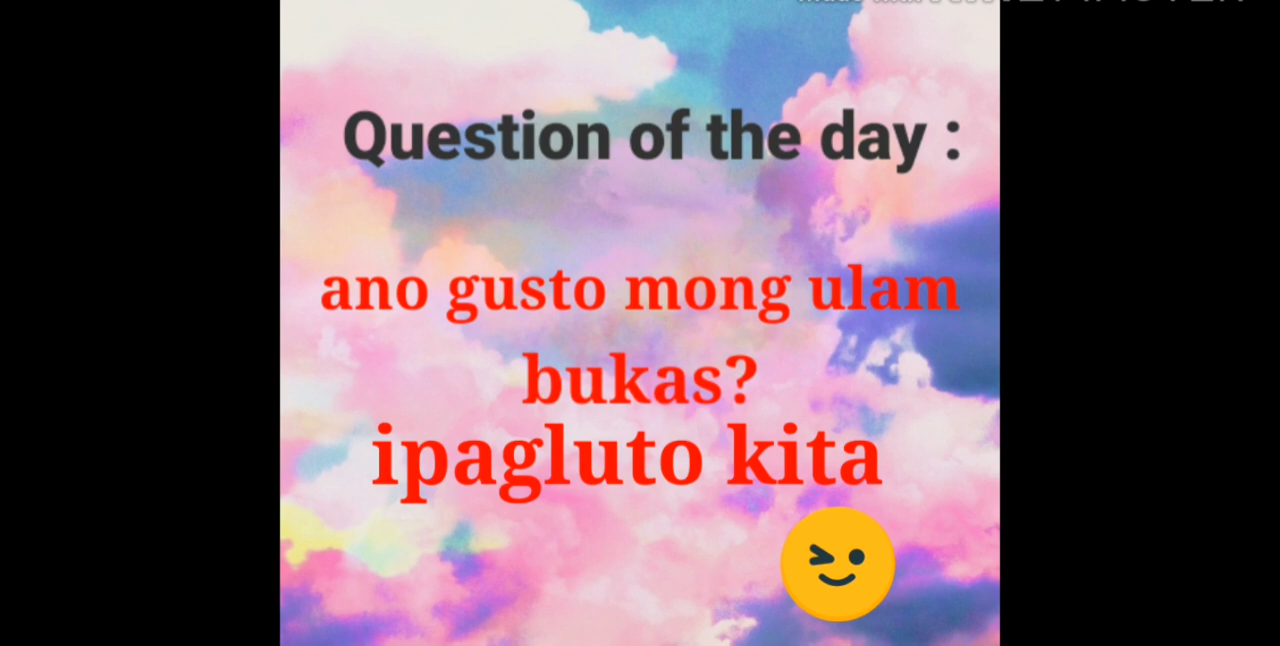 Question of the day :
ano gusto mong ulam
bukas?
ipagluto kita